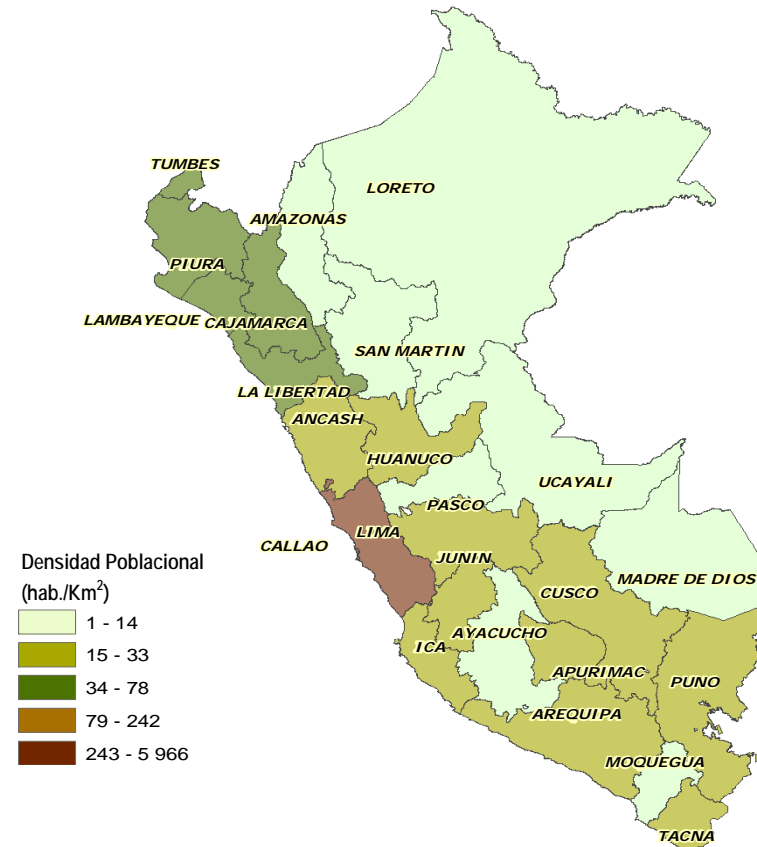 TUMBES
LORETO
AMAZONAS
PIURA
LAMBAYEQUE
CAJAMARCA
SAN MARTIN
LA LIBERTAD
ANCASH
HUANUCO
UCAYALI
PASCO
LIMA
CALLAO
JUNIN
MADRE DE DIOS
CUSCO
AYACUCHO
ICA
APURIMAC
PUNO
AREQUIPA
MOQUEGUA
TACNA
Densidad Poblacional
(hab./Km²)
1 - 14
15 - 33
34 - 78
79 - 242
243 - 5 966